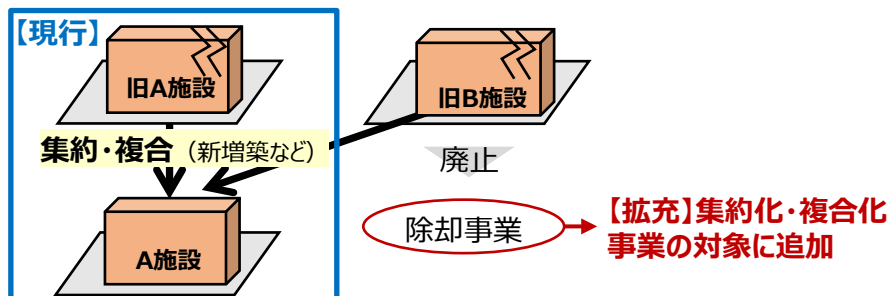 【現行】
旧A施設
旧B施設
集約・複合（新増築など）
廃止
A施設
除却事業
【拡充】集約化・複合化
事業の対象に追加